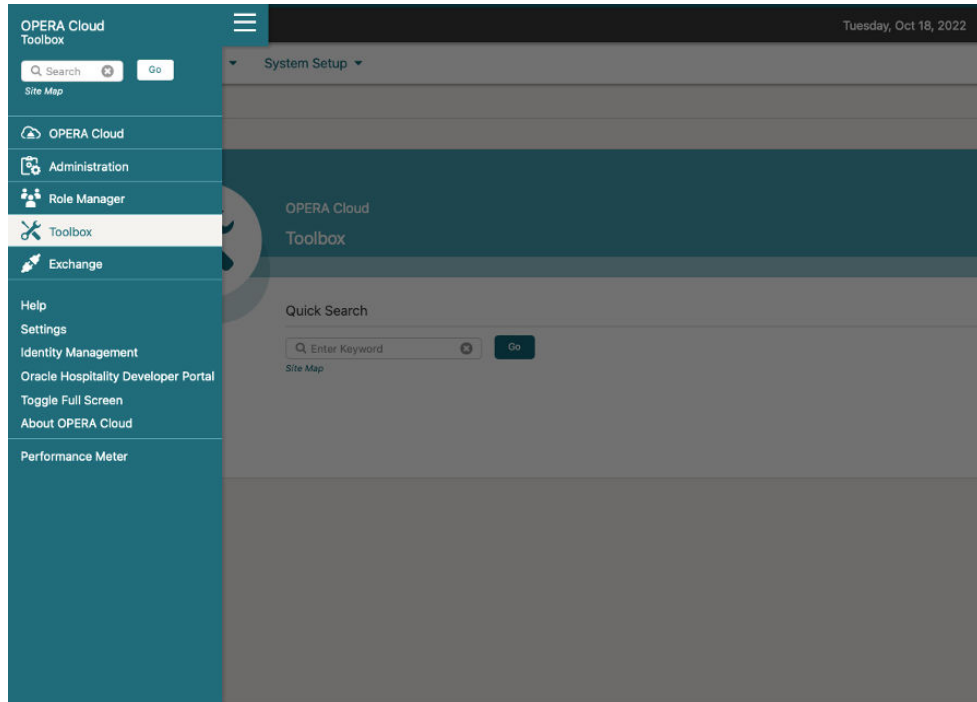 OPERA Cloud
Toolbox
Search
Go
Site Map
OPERA Cloud
Administration
Role Manager
Toolbox
Exchange
Help
Settings
Identity Management
Oracle Hospitality Developer Portal
Toggle Full Screen
About OPERA Cloud
Performance Meter
Tuesday, Oct 18, 2022
System Setup
OPERA Cloud
Toolbox
Quick Search
Enter Keyword
Go
Site Map